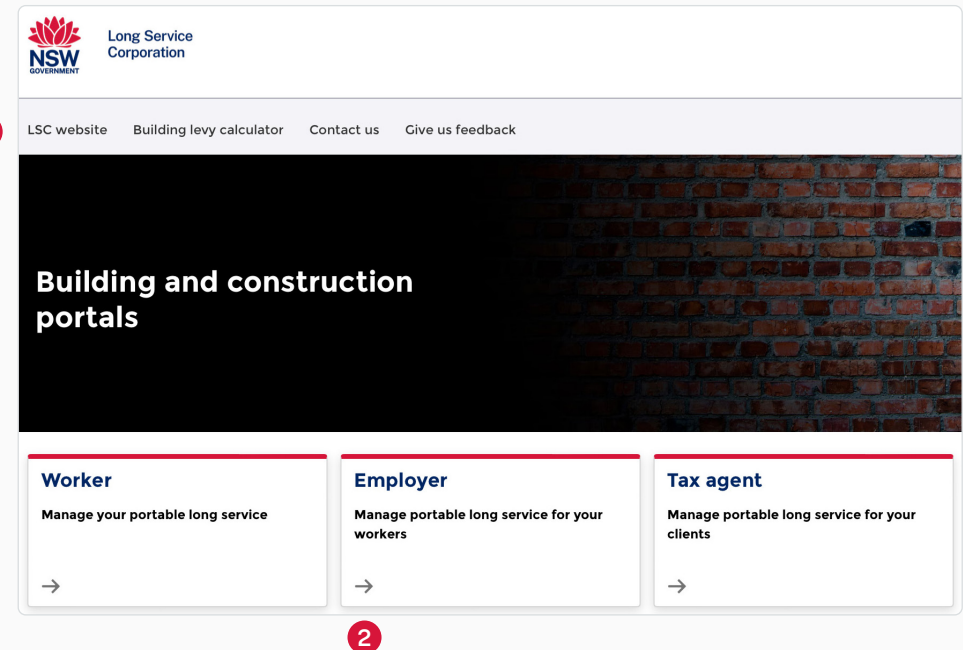 Long Service
Corporation
NSW
GOVERNMENT
LSC website Building levy calculator Contact us Give us feedback
Building and construction
portals
Worker
Manage your portable long service
Employer
Manage portable long service for your
workers
Tax agent
Manage portable long service for your
clients
2